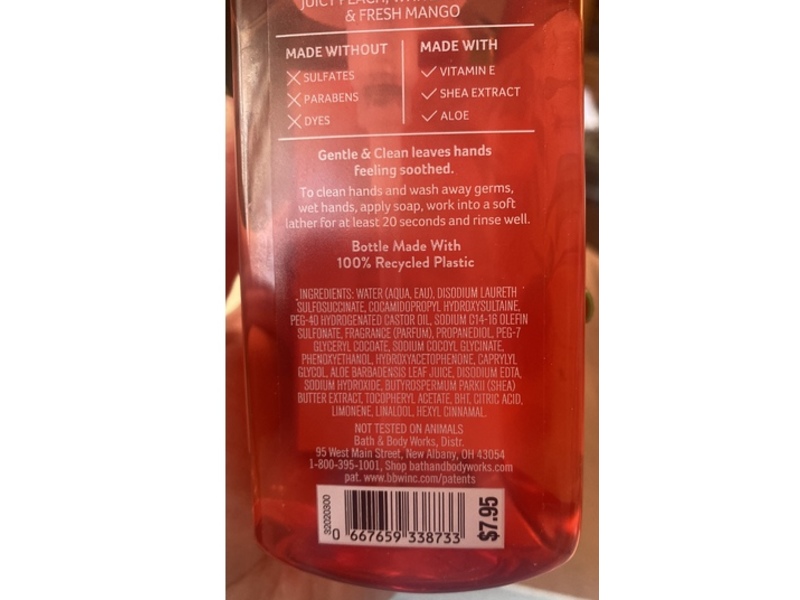 JUICY PEACH,
& FRESH MANGO
MADE WITHOUT
SULFATES
PARABENS
DYES
MADE WITH
VITAMIN E
SHEA EXTRACT
ALOE
Gentle & Clean leaves hands
feeling soothed.
To clean hands and wash away germs,
wet hands, apply soap, work into a soft
lather for at least 20 seconds and rinse well.
Bottle Made With
100% Recycled Plastic
INGREDIENTS: WATER (AQUA, EAU), DISODIUM LAURETH
SULFOSUCCINATE, COCAMIDOPROPYL HYDROXYSULTAINE,
PEG-40 HYDROGENATED CASTOR OIL, SODIUM C14-16 OLEFIN
SULFONATE, FRAGRANCE (PARFUM), PROPANEDIOL, PEG-7
GLYCERYL COCOATE, SODIUM COCOYL GLYCINATE,
PHENOXYETHANOL, HYDROXYACETOPHENONE, CAPRYLYL
GLYCOL, ALOE BARBADENSIS LEAF JUICE, DISODIUM EDTA,
SODIUM HYDROXIDE, BUTYROSPERMUM PARKII (SHEA)
BUTTER EXTRACT, TOCOPHERYL ACETATE, BHT, CITRIC ACID,
LIMONENE, LINALOOL, HEXYL CINNAMAL.
NOT TESTED ON ANIMALS
Bath & Body Works, Distr.
95 West Main Street, New Albany, OH 43054
1-800-395-1001, Shop bathandbodyworks.com
pat. www.bbwinc.com/patents
32020300
0 667659 338733
$7.95